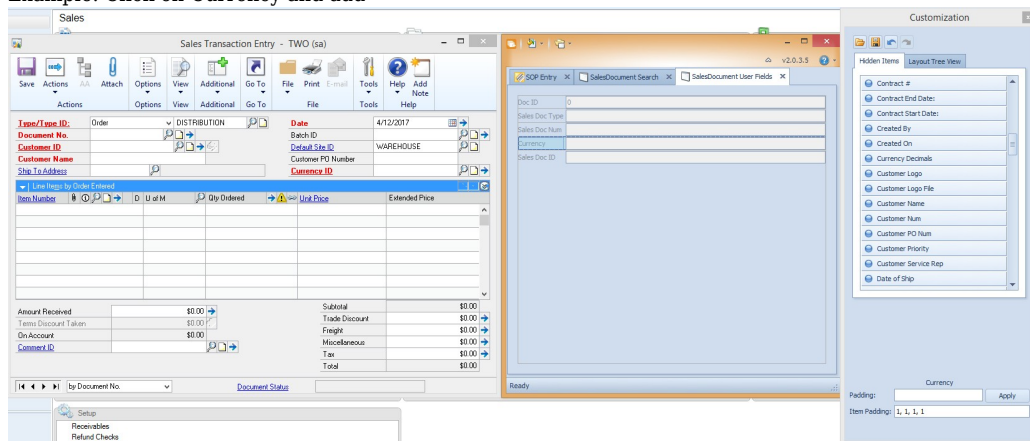 Example: Click on Currency and add
Sales
Sales Transaction Entry - TWO (sa)
Save Actions AA Attach Options View Additional Go To File Print E-mail Tools Help Add Note
Actions Options View Additional Go To File Tools Help
Type/Type ID: Order DISTRIBUTION Date 4/12/2017
Document No. Batch ID
Customer ID Default Site ID WAREHOUSE
Customer Name Customer PO Number
Ship To Address Currency ID
Line Items by Order Entered
Item Number D U of M Qty Ordered Unit Price Extended Price
Amount Received $0.00 Subtotal $0.00
Terms Discount Taken $0.00 Trade Discount $0.00
On Account $0.00 Freight $0.00
Comment ID Miscellaneous $0.00
Tax $0.00
Total $0.00
by Document No. Document Status
Setup
Receivables
Refund Checks
v2.0.3.5
SOP Entry SalesDocument Search SalesDocument User Fields
Doc ID 0
Sales Doc Type
Sales Doc Num
Currency
Sales Doc ID
Ready
Customization
Hidden Items Layout Tree View
Contract #
Contract End Date:
Contract Start Date:
Created By
Created On
Currency Decimals
Customer Logo
Customer Logo File
Customer Name
Customer Num
Customer PO Num
Customer Priority
Customer Service Rep
Date of Ship
Currency
Padding: Apply
Item Padding: 1, 1, 1, 1